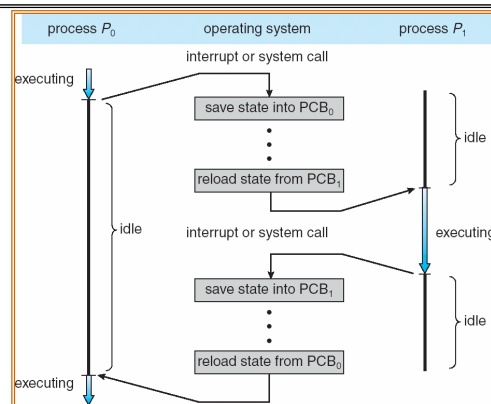 process P₀ operating system process P₁
interrupt or system call
executing
save state into PCB₀
idle
reload state from PCB₁
idle
interrupt or system call
executing
save state into PCB₁
idle
reload state from PCB₀
executing